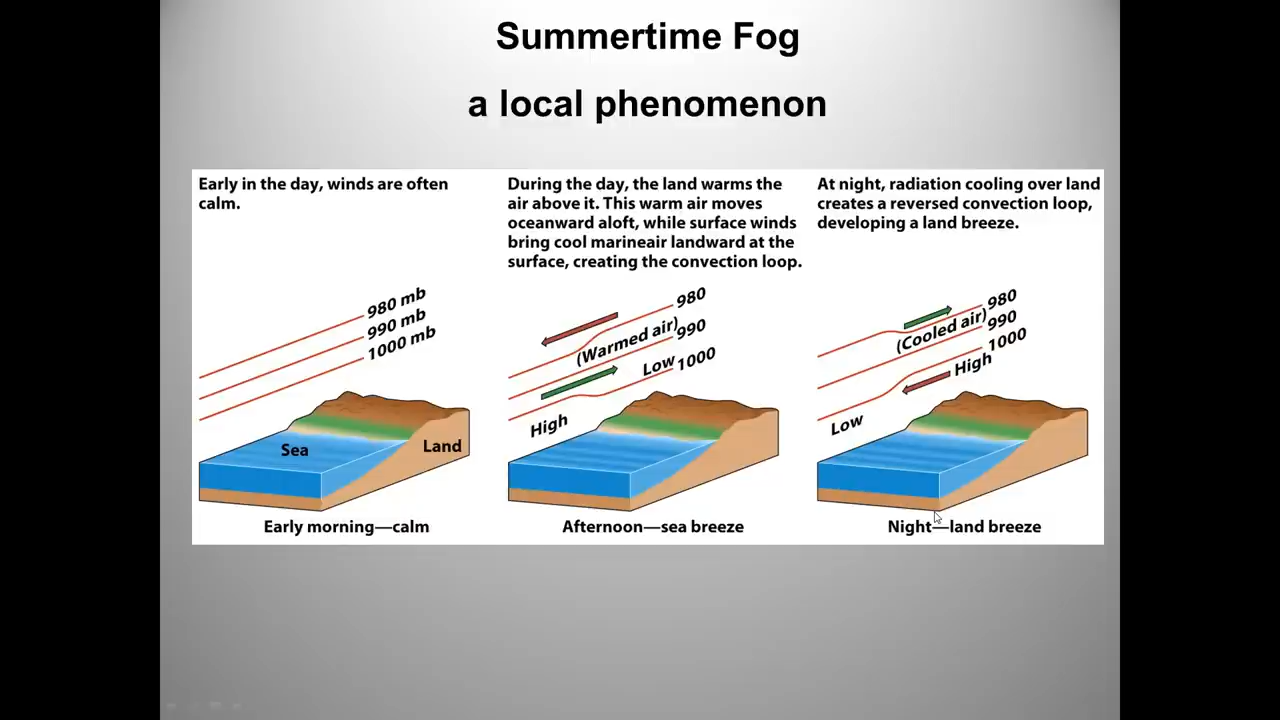 Summertime Fog
a local phenomenon
Early in the day, winds are often
calm.
980 mb
990 mb
1000 mb
Sea
Land
Early morning—calm
During the day, the land warms the
air above it. This warm air moves
oceanward aloft, while surface winds
bring cool marineair landward at the
surface, creating the convection loop.
980
(Warmed air)
990
Low
1000
High
Afternoon—sea breeze
At night, radiation cooling over land
creates a reversed convection loop,
developing a land breeze.
980
(Cooled air)
990
1000
High
Low
Night—land breeze